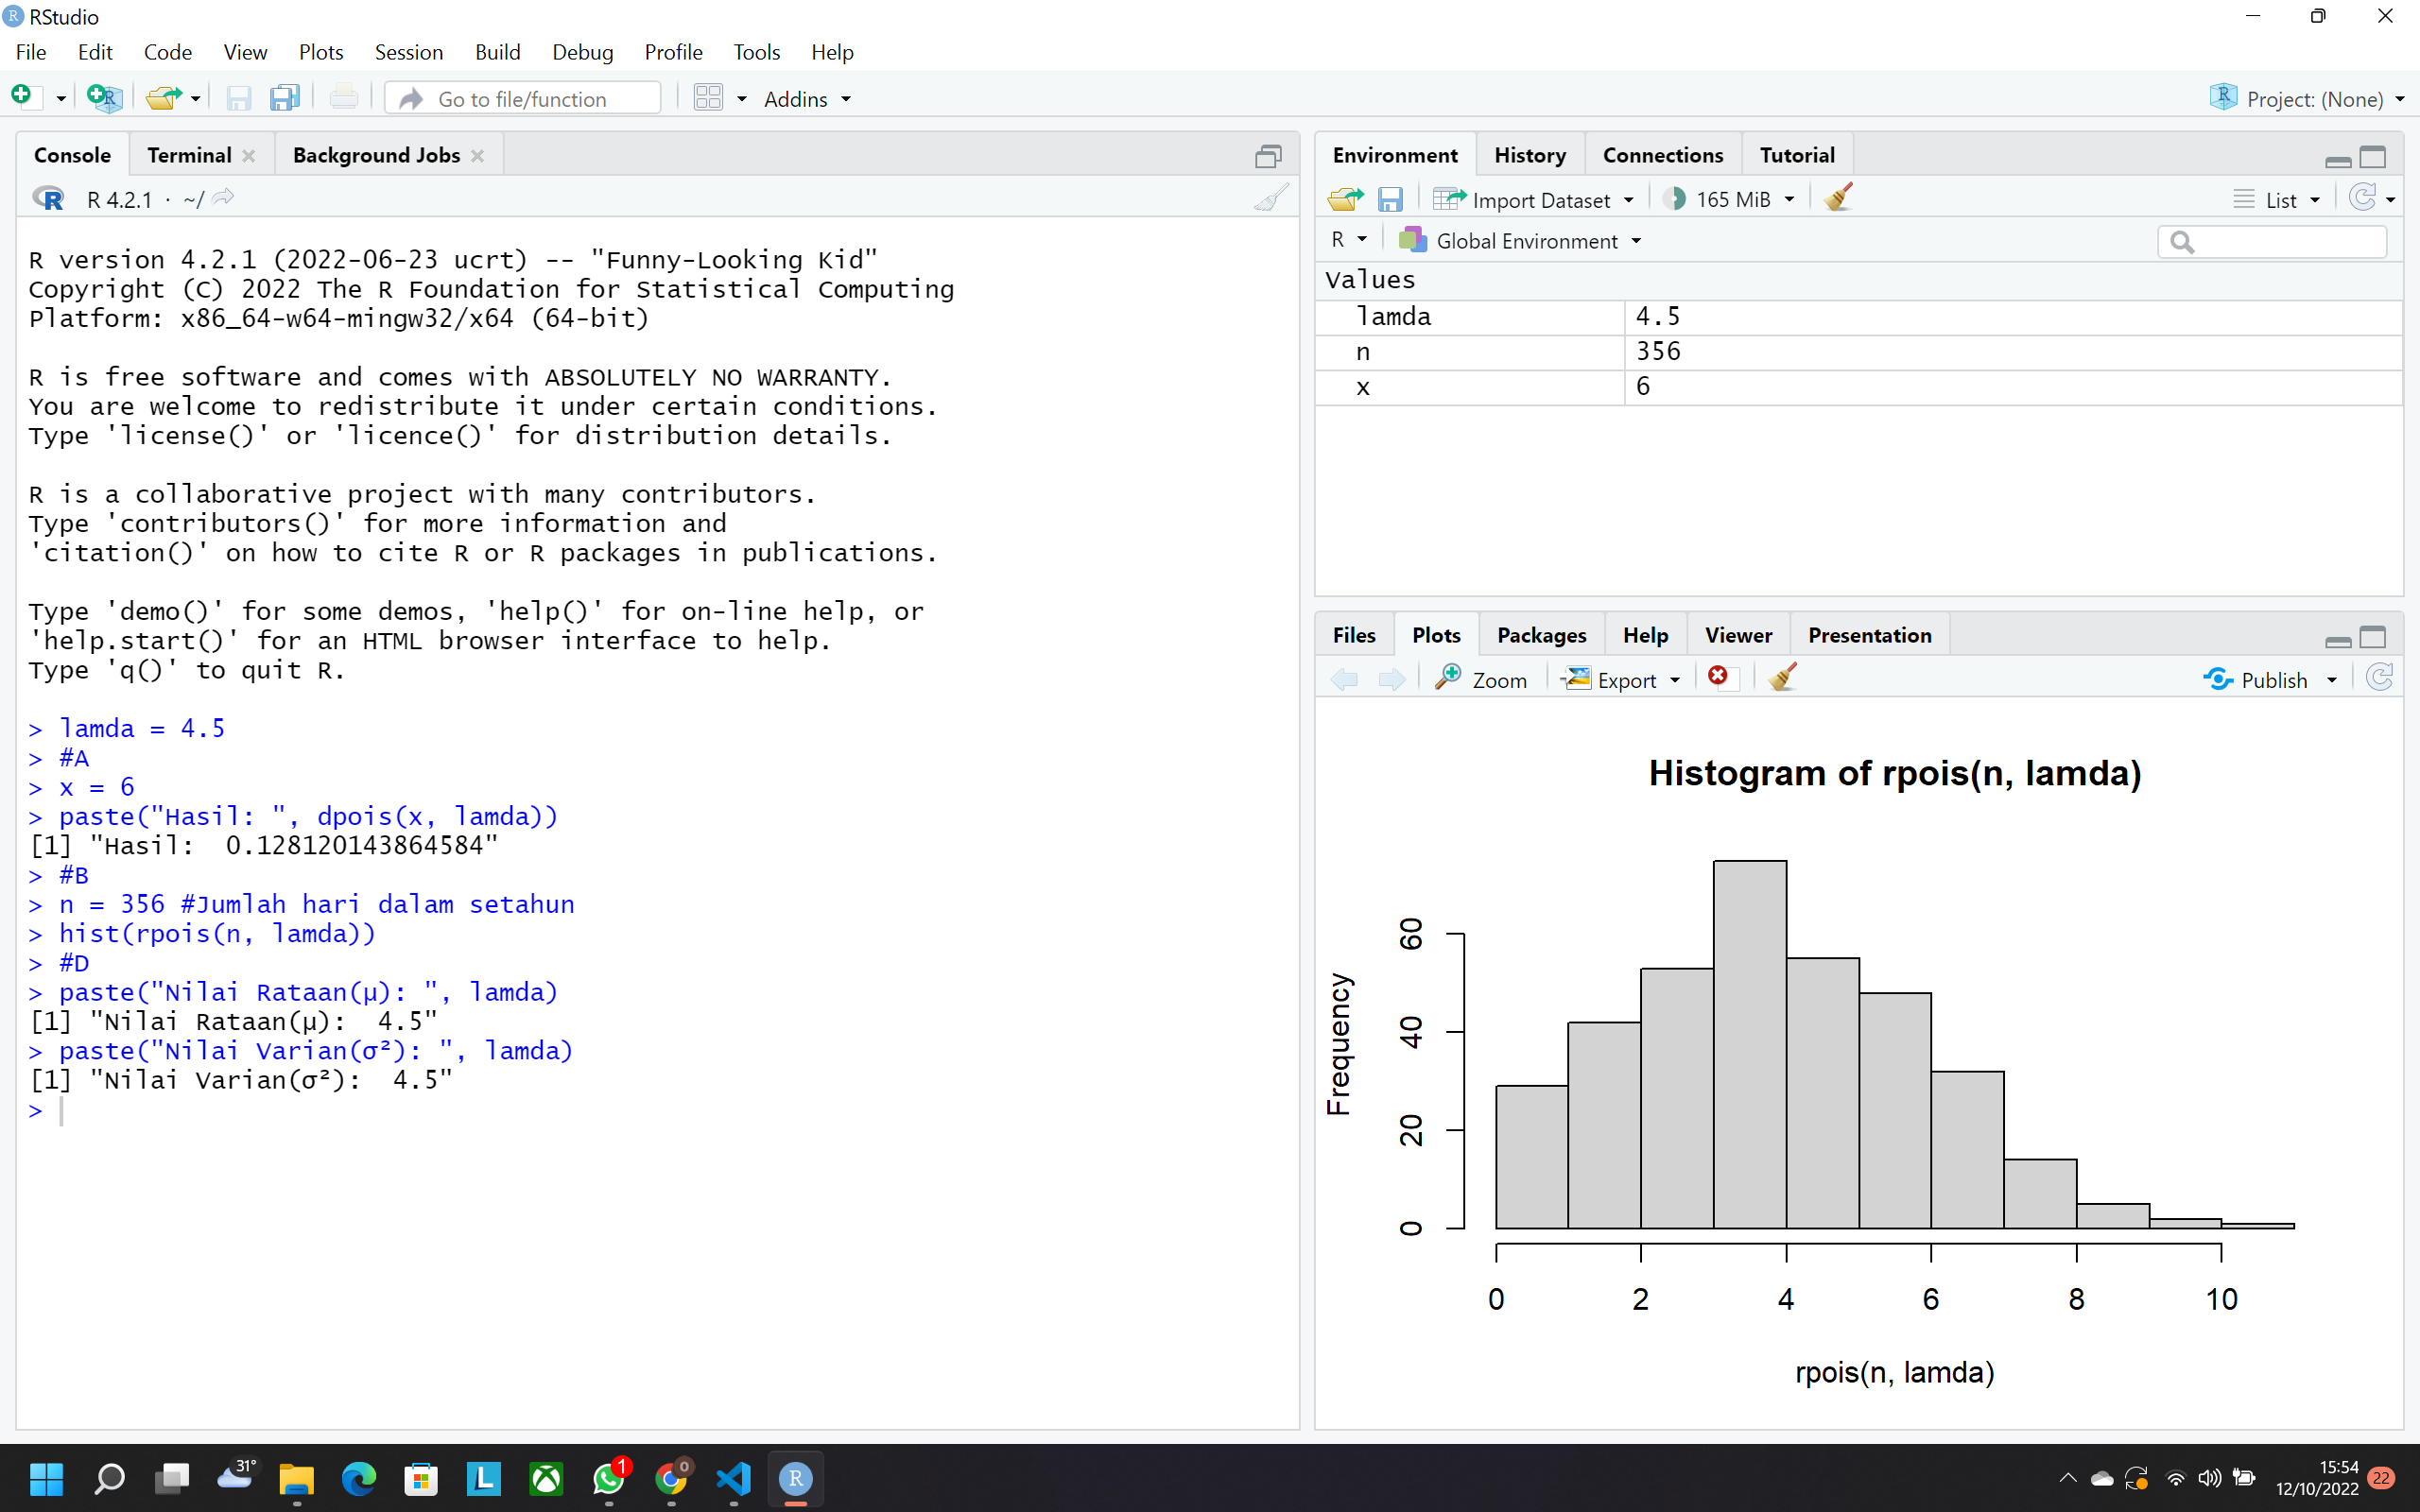 RStudio
File Edit Code View Plots Session Build Debug Profile Tools Help
Go to file/function Addins Project: (None)
Console Terminal Background Jobs
R 4.2.1 · ~/
R version 4.2.1 (2022-06-23 ucrt) -- "Funny-Looking Kid"
Copyright (C) 2022 The R Foundation for Statistical Computing
Platform: x86_64-w64-mingw32/x64 (64-bit)
R is free software and comes with ABSOLUTELY NO WARRANTY.
You are welcome to redistribute it under certain conditions.
Type 'license()' or 'licence()' for distribution details.
R is a collaborative project with many contributors.
Type 'contributors()' for more information and
'citation()' on how to cite R or R packages in publications.
Type 'demo()' for some demos, 'help()' for on-line help, or
'help.start()' for an HTML browser interface to help.
Type 'q()' to quit R.
> lamda = 4.5
> #A
> x = 6
> paste("Hasil: ", dpois(x, lamda))
[1] "Hasil:  0.128120143864584"
> #B
> n = 356 #Jumlah hari dalam setahun
> hist(rpois(n, lamda))
> #D
> paste("Nilai Rataan(μ): ", lamda)
[1] "Nilai Rataan(μ):  4.5"
> paste("Nilai Varian(σ²): ", lamda)
[1] "Nilai Varian(σ²):  4.5"
>
Environment History Connections Tutorial
Import Dataset 165 MiB List
R Global Environment
Values
lamda 4.5
n 356
x 6
Files Plots Packages Help Viewer Presentation
Zoom Export Publish
Histogram of rpois(n, lamda)
Frequency
60
40
20
0
0 2 4 6 8 10
rpois(n, lamda)
31° L 1 0 R
15:54
12/10/2022
22